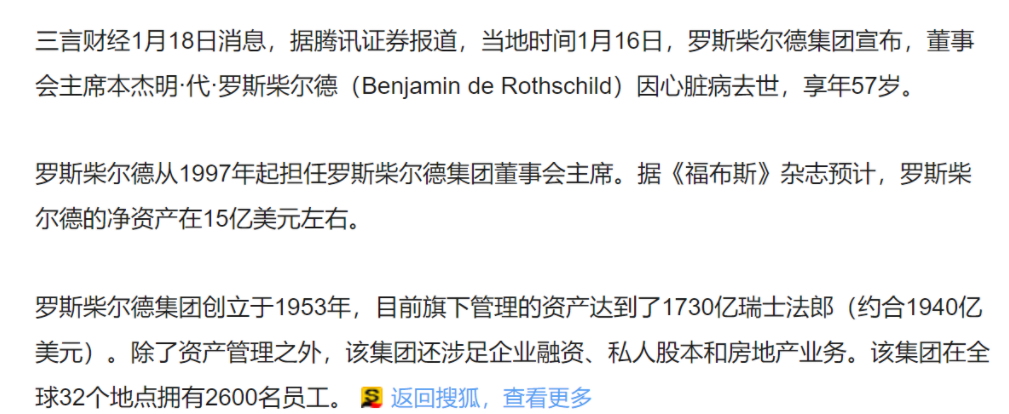 三言财经1月18日消息，据腾讯证券报道，当地时间1月16日，罗斯柴尔德集团宣布，董事
会主席本杰明·代·罗斯柴尔德（Benjamin de Rothschild）因心脏病去世，享年57岁。
罗斯柴尔德从1997年起担任罗斯柴尔德集团董事会主席。据《福布斯》杂志预计，罗斯柴
尔德的净资产在15亿美元左右。
罗斯柴尔德集团创立于1953年，目前旗下管理的资产达到了1730亿瑞士法郎（约合1940亿
美元）。除了资产管理之外，该集团还涉足企业融资、私人股本和房地产业务。该集团在全
球32个地点拥有2600名员工。 S 返回搜狐，查看更多